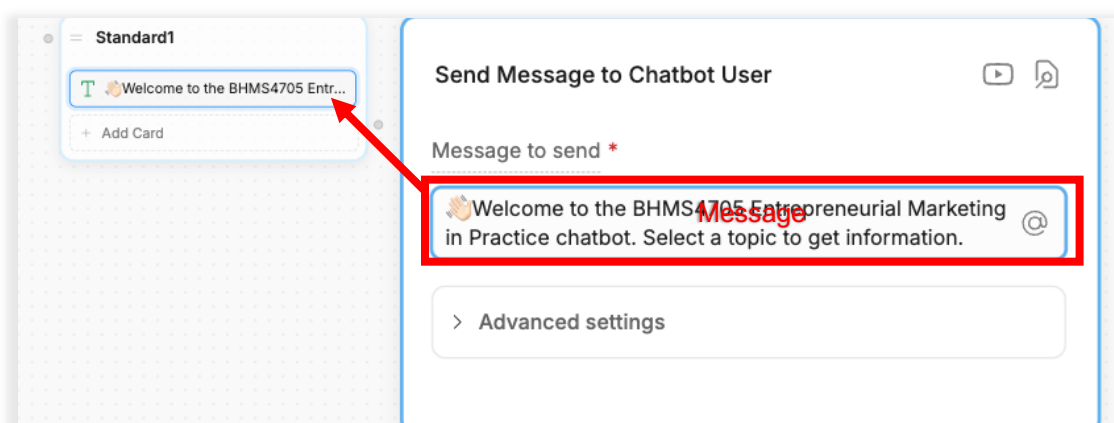 Standard1
👋🏻Welcome to the BHMS4705 Entr...
+ Add Card
Send Message to Chatbot User
Message to send *
👋🏻Welcome to the BHMS4705 Entrepreneurial Marketing
Message
in Practice chatbot. Select a topic to get information.
Advanced settings